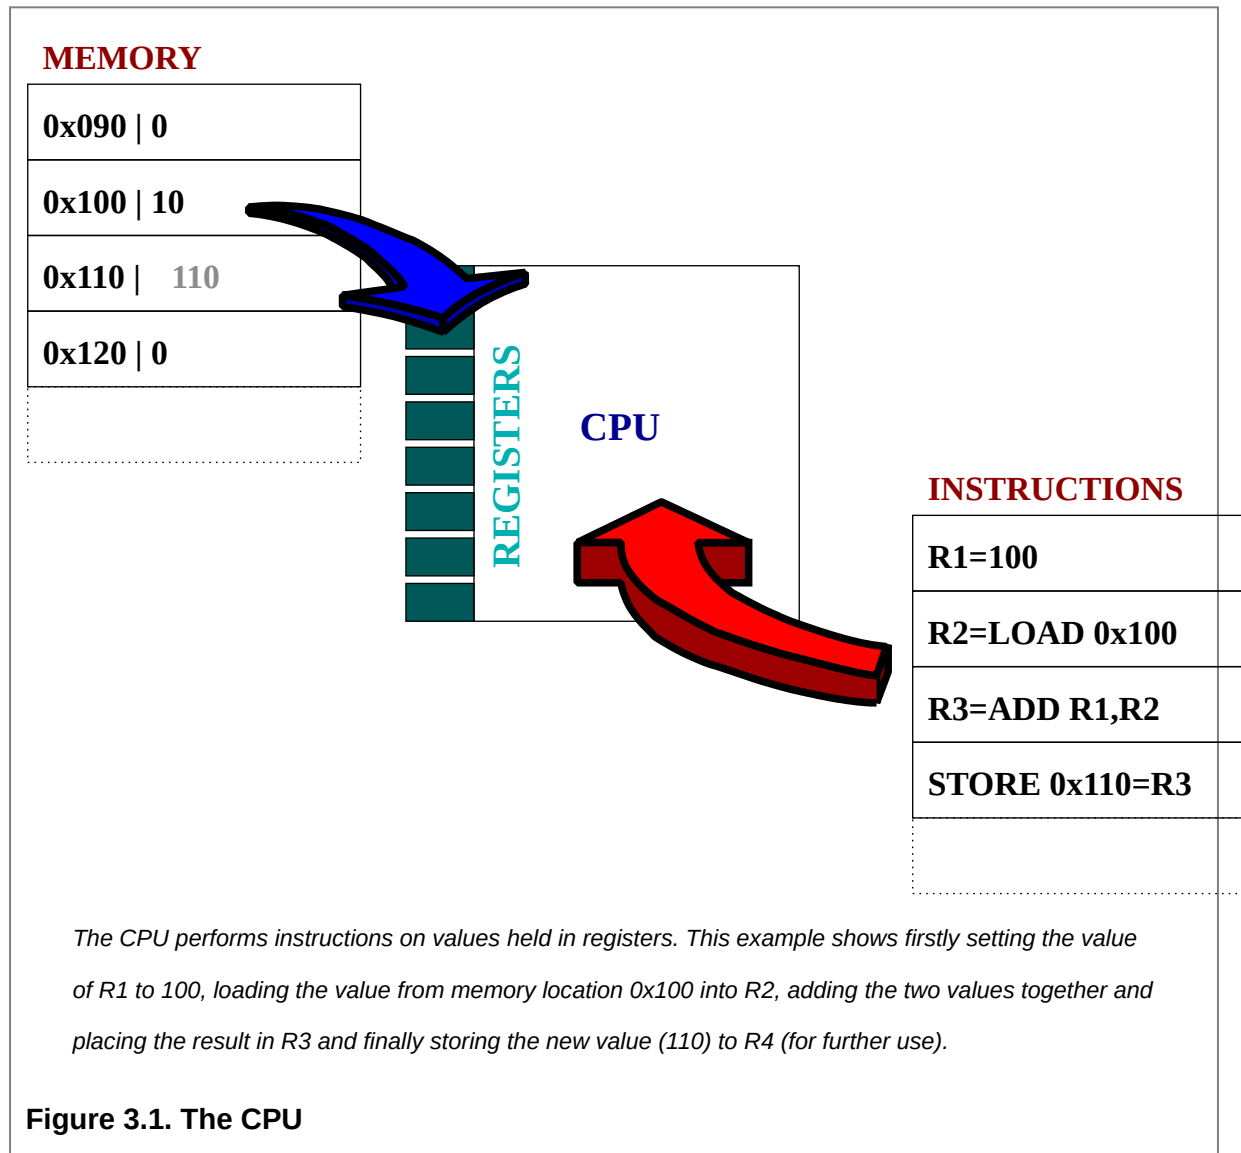 MEMORY
0x090 | 0
0x100 | 10
0x110 | 110
0x120 | 0
REGISTERS
CPU
INSTRUCTIONS
R1=100
R2=LOAD 0x100
R3=ADD R1,R2
STORE 0x110=R3
The CPU performs instructions on values held in registers. This example shows firstly setting the value
of R1 to 100, loading the value from memory location 0x100 into R2, adding the two values together and
placing the result in R3 and finally storing the new value (110) to R4 (for further use).
Figure 3.1. The CPU